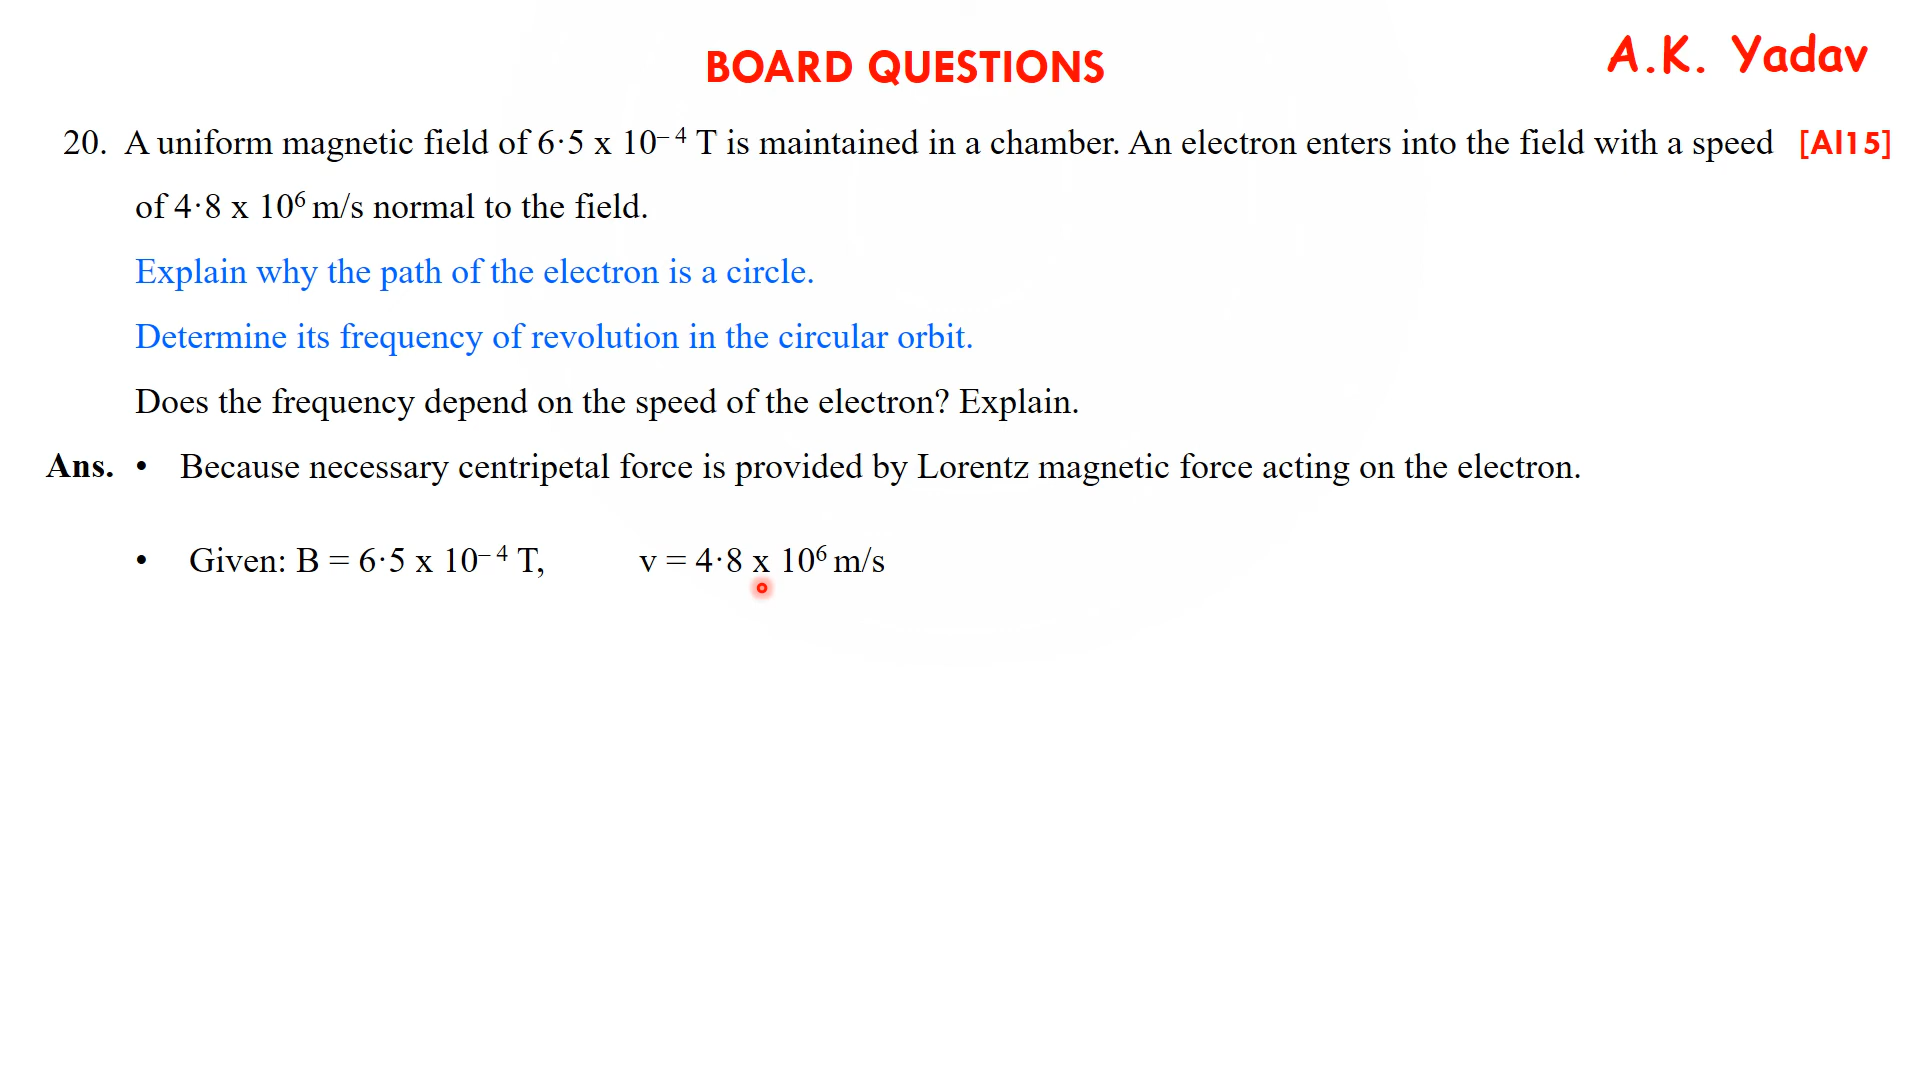 BOARD QUESTIONS
A.K. Yadav
20. A uniform magnetic field of 6·5 x 10⁻ ⁴ T is maintained in a chamber. An electron enters into the field with a speed [AI15]
of 4·8 x 10⁶ m/s normal to the field.
Explain why the path of the electron is a circle.
Determine its frequency of revolution in the circular orbit.
Does the frequency depend on the speed of the electron? Explain.
Ans. • Because necessary centripetal force is provided by Lorentz magnetic force acting on the electron.
• Given: B = 6·5 x 10⁻ ⁴ T, v = 4·8 x 10⁶ m/s